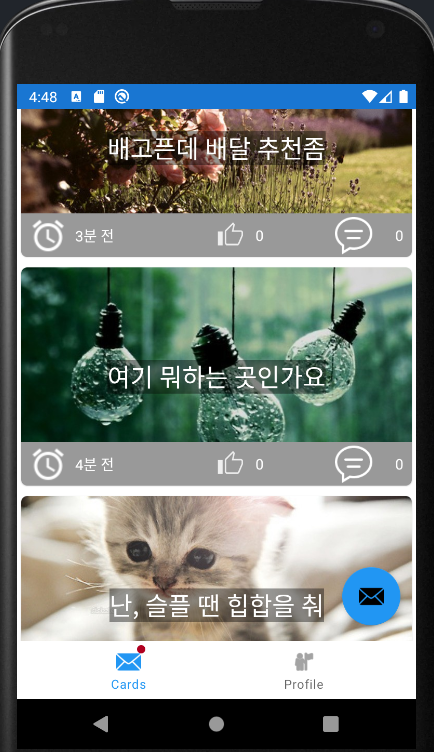 4:48
배고픈데 배달 추천좀
3분 전 0 0
여기 뭐하는 곳인가요
4분 전 0 0
난, 슬플 땐 힙합을 춰
Cards Profile